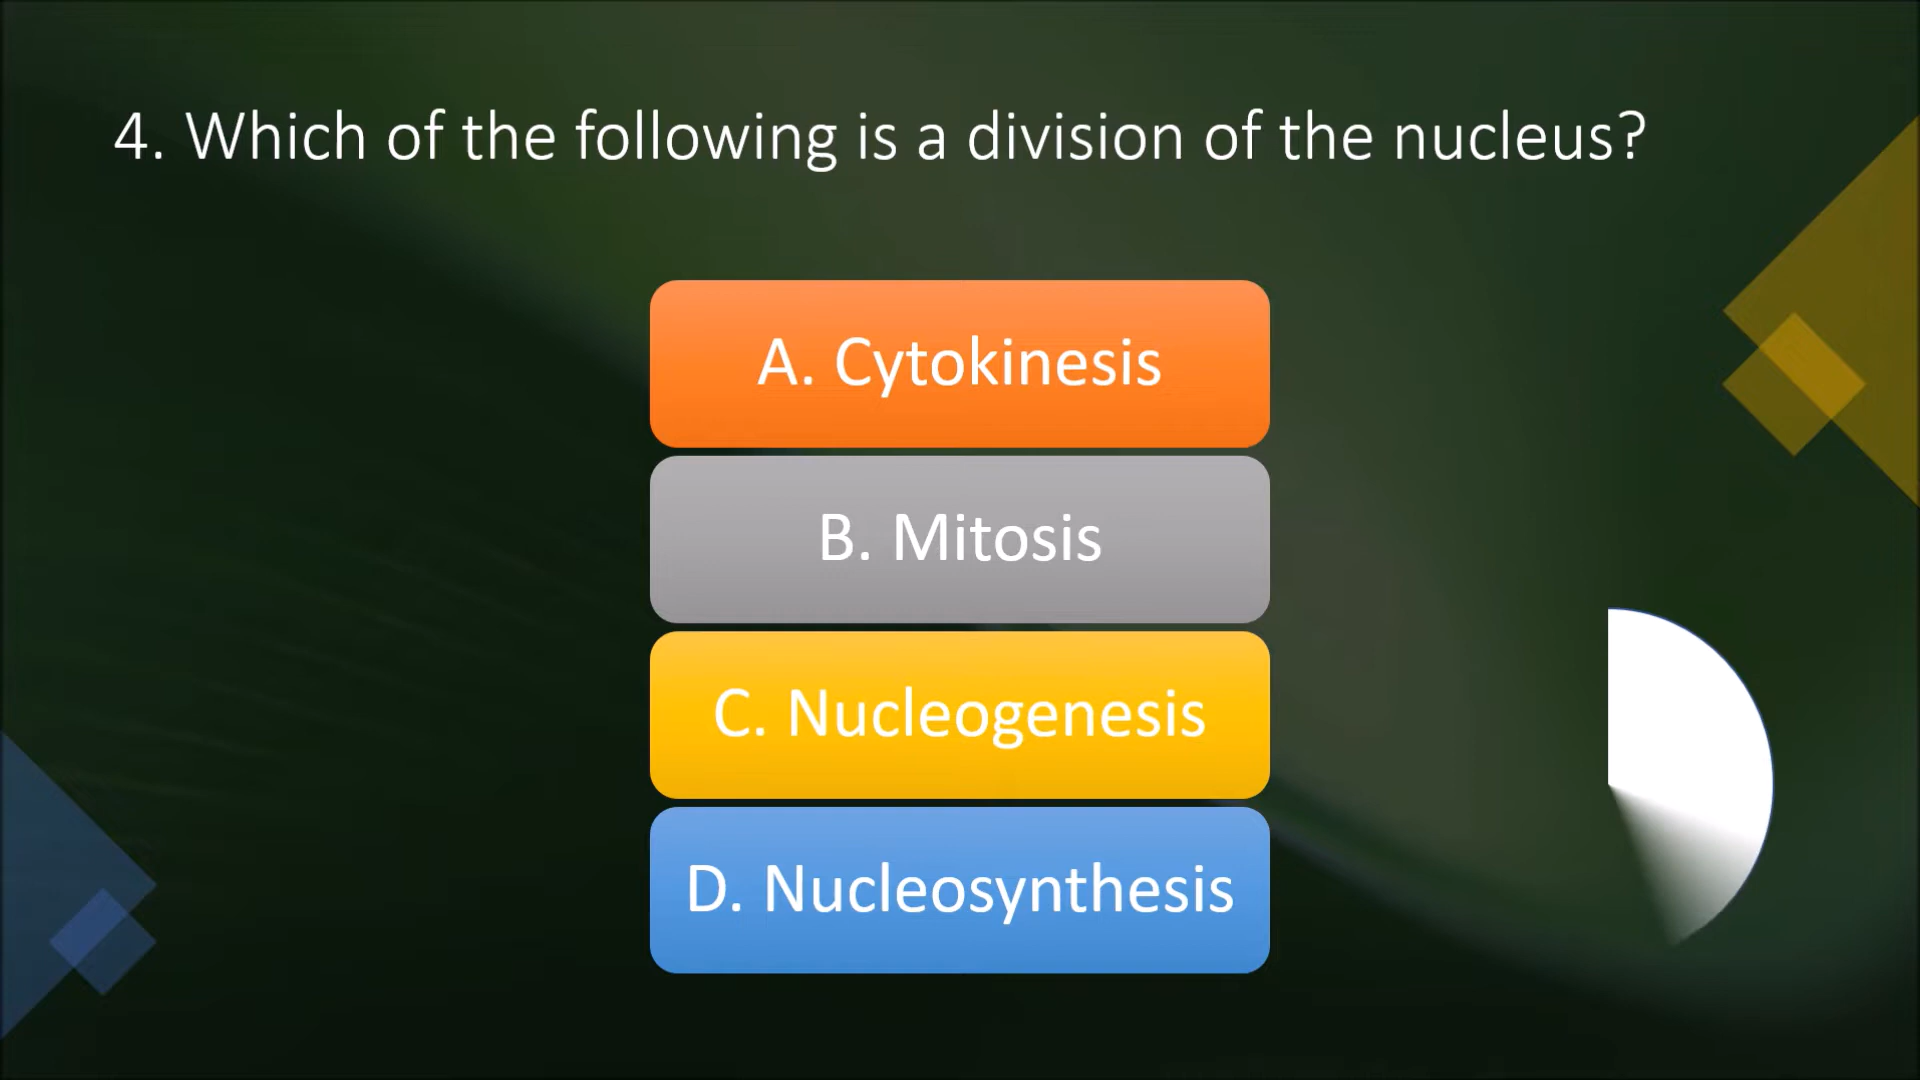 4. Which of the following is a division of the nucleus?
A. Cytokinesis
B. Mitosis
C. Nucleogenesis
D. Nucleosynthesis